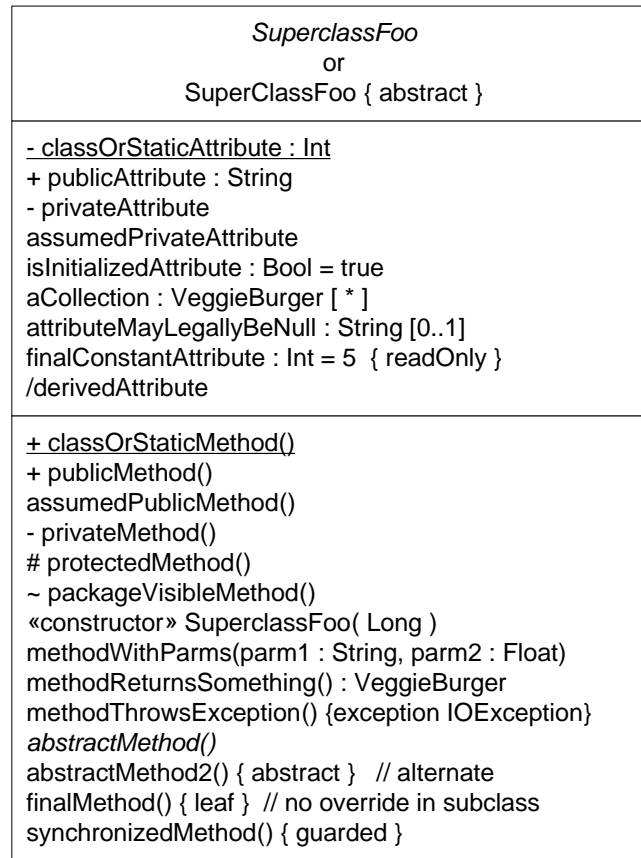 SuperclassFoo
or
SuperClassFoo { abstract }
- classOrStaticAttribute : Int
+ publicAttribute : String
- privateAttribute
assumedPrivateAttribute
isInitializedAttribute : Bool = true
aCollection : VeggieBurger [ * ]
attributeMayLegallyBeNull : String [0..1]
finalConstantAttribute : Int = 5 { readOnly }
/derivedAttribute
+ classOrStaticMethod()
+ publicMethod()
assumedPublicMethod()
- privateMethod()
# protectedMethod()
~ packageVisibleMethod()
«constructor» SuperclassFoo( Long )
methodWithParms(parm1 : String, parm2 : Float)
methodReturnsSomething() : VeggieBurger
methodThrowsException() {exception IOException}
abstractMethod()
abstractMethod2() { abstract } // alternate
finalMethod() { leaf } // no override in subclass
synchronizedMethod() { guarded }